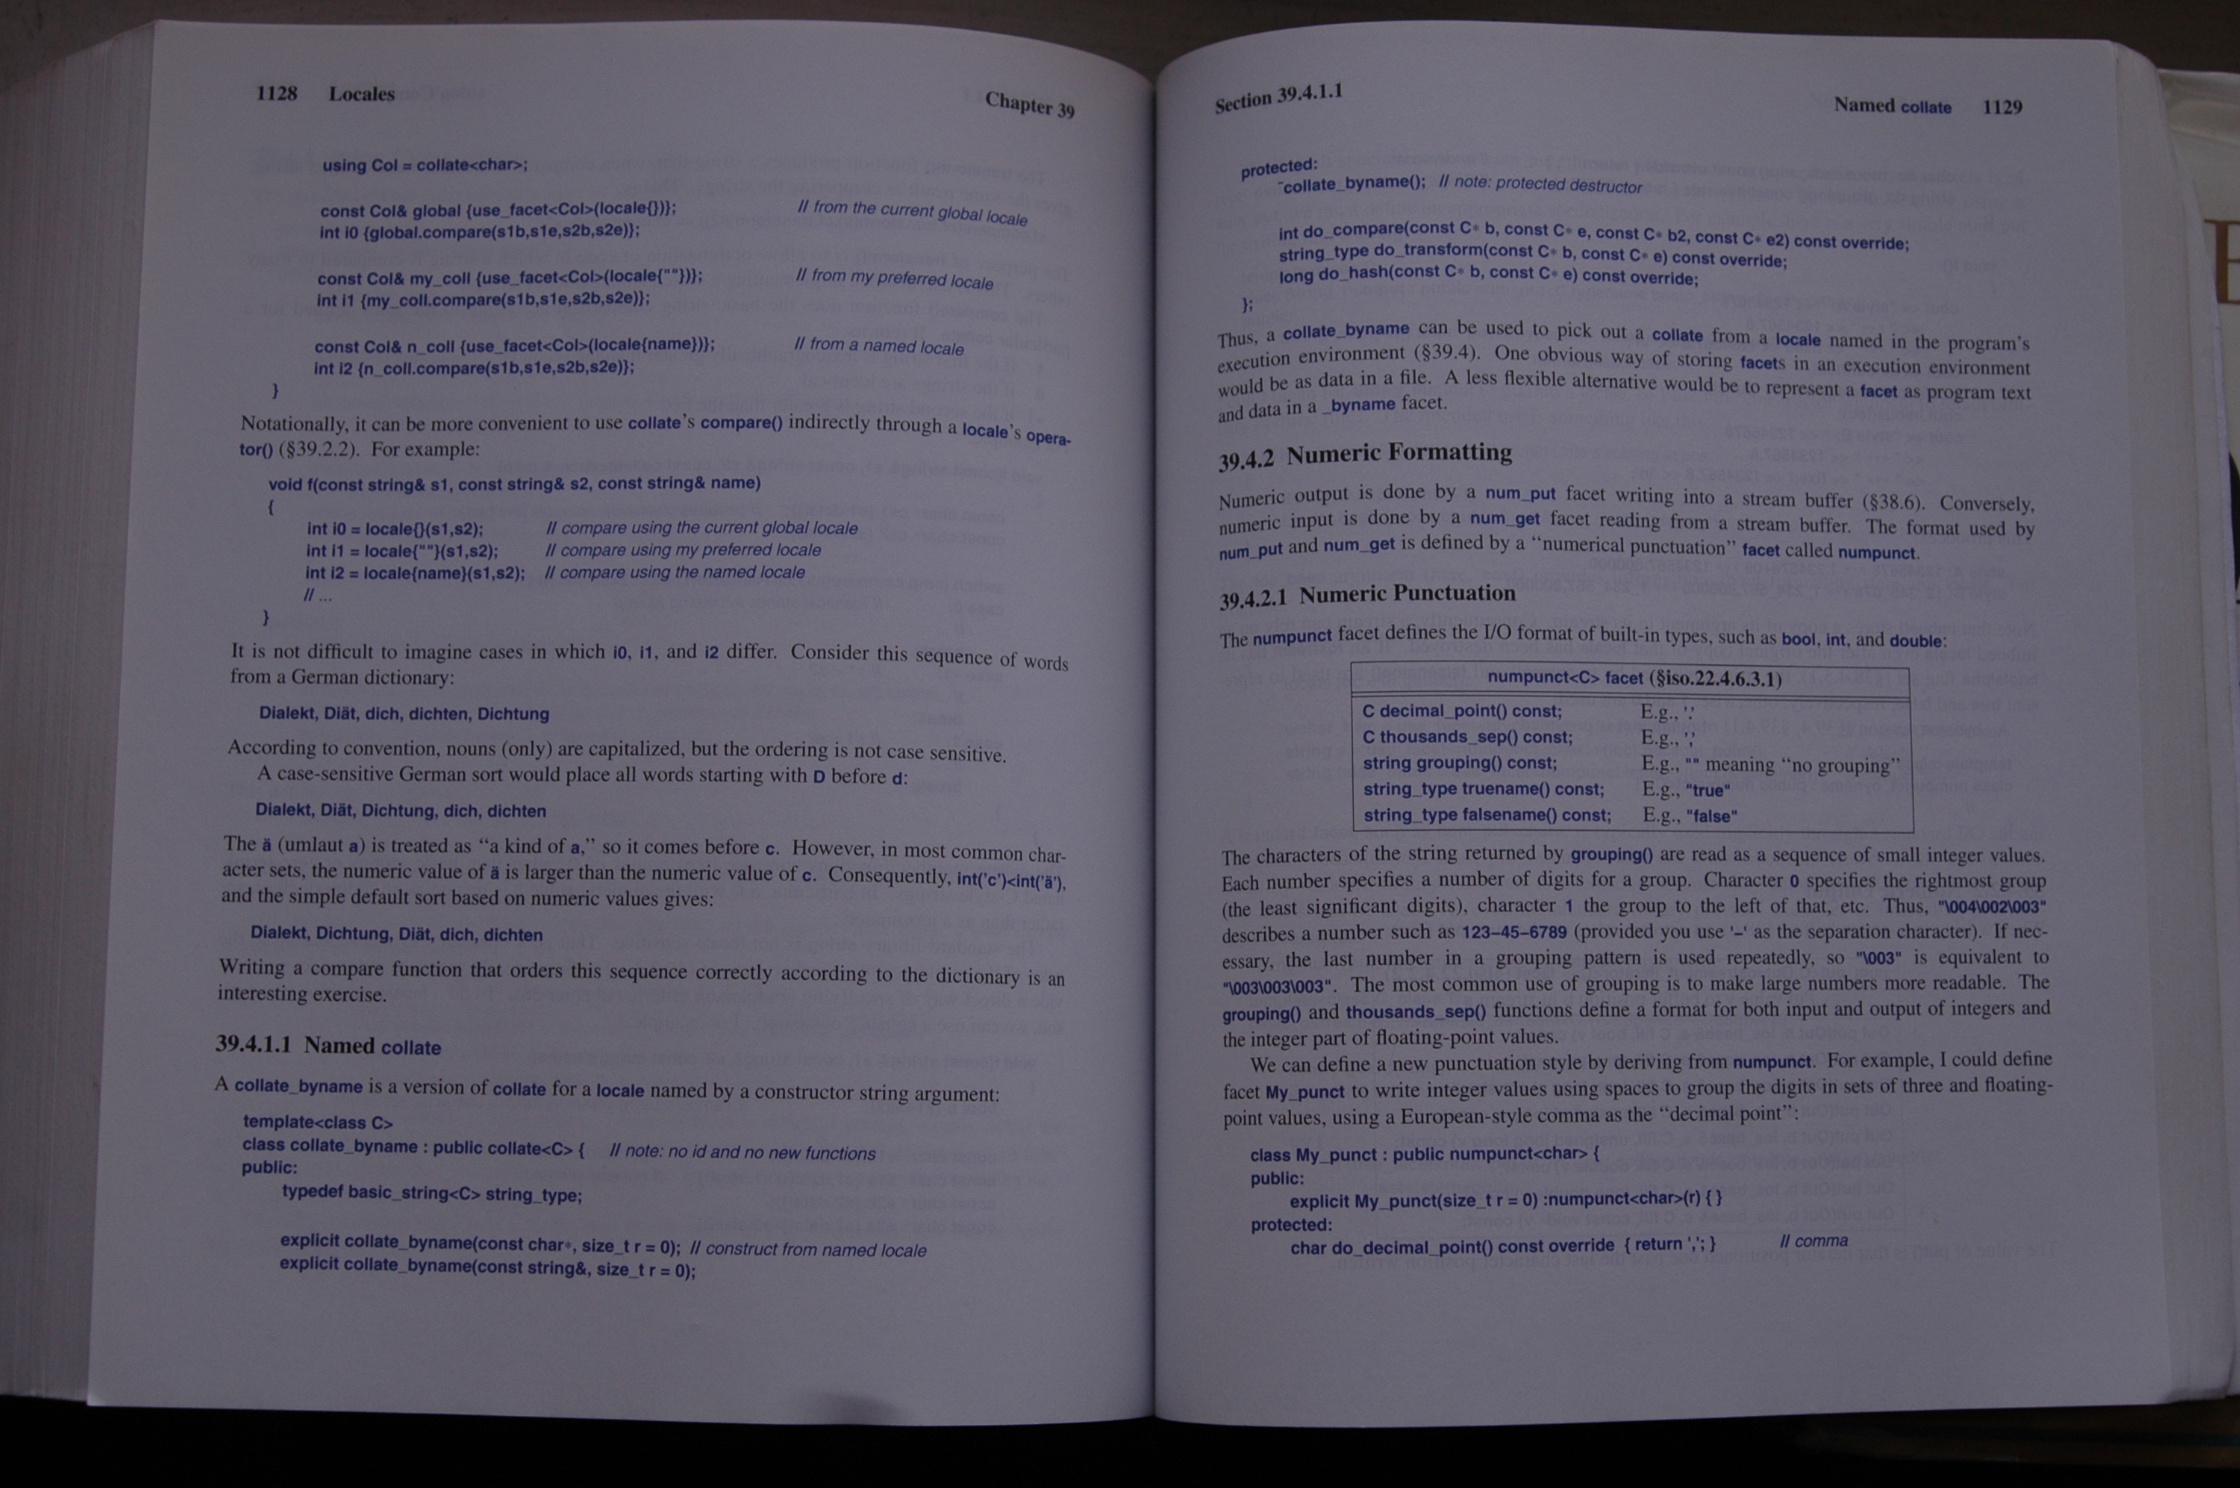 1128 Locales Chapter 39
using Col = collate<char>;
const Col& global {use_facet<Col>(locale{})}; // from the current global locale
int i0 {global.compare(s1b,s1e,s2b,s2e)};
const Col& my_coll {use_facet<Col>(locale{""})}; // from my preferred locale
int i1 {my_coll.compare(s1b,s1e,s2b,s2e)};
const Col& n_coll {use_facet<Col>(locale{name})}; // from a named locale
int i2 {n_coll.compare(s1b,s1e,s2b,s2e)};
}
Notationally, it can be more convenient to use collate's compare() indirectly through a locale's opera-
tor() (§39.2.2). For example:
void f(const string& s1, const string& s2, const string& name)
{
int i0 = locale{}(s1,s2); // compare using the current global locale
int i1 = locale{""}(s1,s2); // compare using my preferred locale
int i2 = locale{name}(s1,s2); // compare using the named locale
// ...
}
It is not difficult to imagine cases in which i0, i1, and i2 differ. Consider this sequence of words
from a German dictionary:
Dialekt, Diät, dich, dichten, Dichtung
According to convention, nouns (only) are capitalized, but the ordering is not case sensitive.
A case-sensitive German sort would place all words starting with D before d:
Dialekt, Diät, Dichtung, dich, dichten
The ä (umlaut a) is treated as "a kind of a," so it comes before c. However, in most common char-
acter sets, the numeric value of ä is larger than the numeric value of c. Consequently, int('c')<int('ä'),
and the simple default sort based on numeric values gives:
Dialekt, Dichtung, Diät, dich, dichten
Writing a compare function that orders this sequence correctly according to the dictionary is an
interesting exercise.
39.4.1.1 Named collate
A collate_byname is a version of collate for a locale named by a constructor string argument:
template<class C>
class collate_byname : public collate<C> { // note: no id and no new functions
public:
typedef basic_string<C> string_type;
explicit collate_byname(const char*, size_t r = 0); // construct from named locale
explicit collate_byname(const string&, size_t r = 0);
Section 39.4.1.1 Named collate 1129
protected:
~collate_byname(); // note: protected destructor
int do_compare(const C* b, const C* e, const C* b2, const C* e2) const override;
string_type do_transform(const C* b, const C* e) const override;
long do_hash(const C* b, const C* e) const override;
};
Thus, a collate_byname can be used to pick out a collate from a locale named in the program's
execution environment (§39.4). One obvious way of storing facets in an execution environment
would be as data in a file. A less flexible alternative would be to represent a facet as program text
and data in a _byname facet.
39.4.2 Numeric Formatting
Numeric output is done by a num_put facet writing into a stream buffer (§38.6). Conversely,
numeric input is done by a num_get facet reading from a stream buffer. The format used by
num_put and num_get is defined by a "numerical punctuation" facet called numpunct.
39.4.2.1 Numeric Punctuation
The numpunct facet defines the I/O format of built-in types, such as bool, int, and double:
numpunct<C> facet (§iso.22.4.6.3.1)
C decimal_point() const; E.g., '.'
C thousands_sep() const; E.g., ','
string grouping() const; E.g., "" meaning "no grouping"
string_type truename() const; E.g., "true"
string_type falsename() const; E.g., "false"
The characters of the string returned by grouping() are read as a sequence of small integer values.
Each number specifies a number of digits for a group. Character 0 specifies the rightmost group
(the least significant digits), character 1 the group to the left of that, etc. Thus, "\004\002\003"
describes a number such as 123–45–6789 (provided you use '–' as the separation character). If nec-
essary, the last number in a grouping pattern is used repeatedly, so "\003" is equivalent to
"\003\003\003". The most common use of grouping is to make large numbers more readable. The
grouping() and thousands_sep() functions define a format for both input and output of integers and
the integer part of floating-point values.
We can define a new punctuation style by deriving from numpunct. For example, I could define
facet My_punct to write integer values using spaces to group the digits in sets of three and floating-
point values, using a European-style comma as the "decimal point":
class My_punct : public numpunct<char> {
public:
explicit My_punct(size_t r = 0) :numpunct<char>(r) { }
protected:
char do_decimal_point() const override { return ','; } // comma